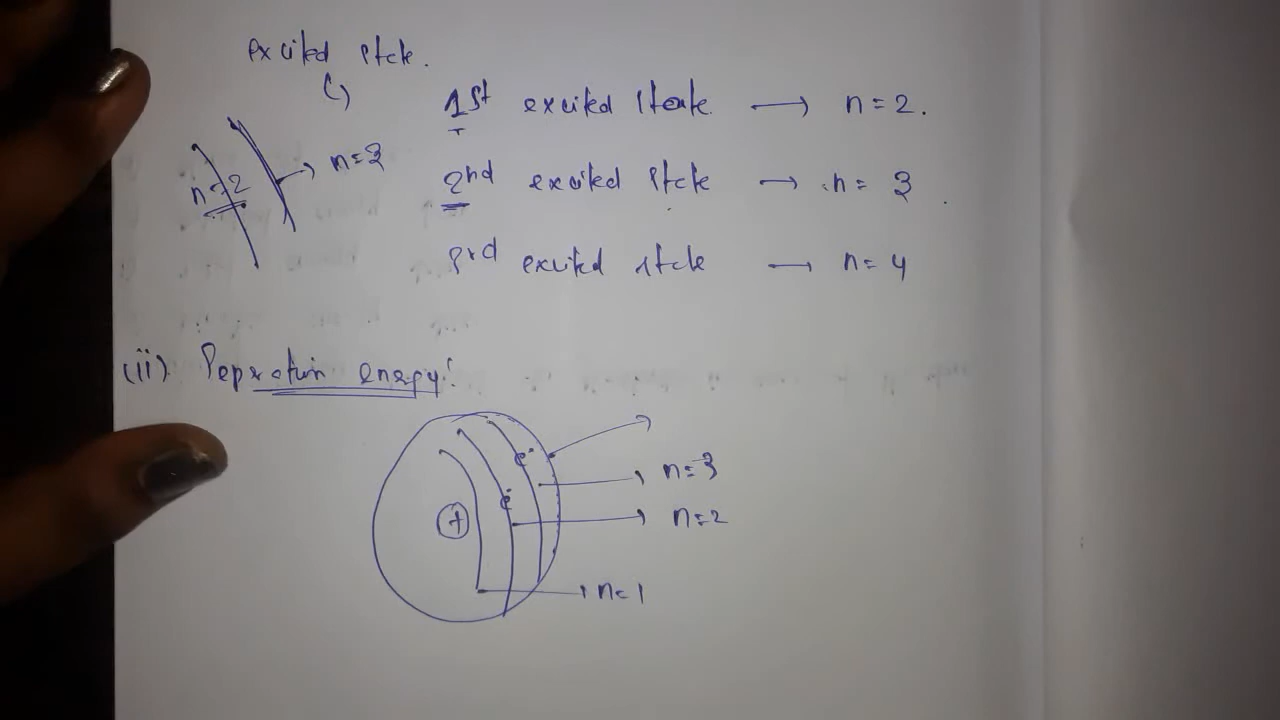 excited state.
1st excited state → n = 2.
n = 2 → n = 3
2nd excited state → n = 3
3rd excited state → n = 4
(ii). Separation energy:
e-
n = 3
e-
n = 2
+
n = 1